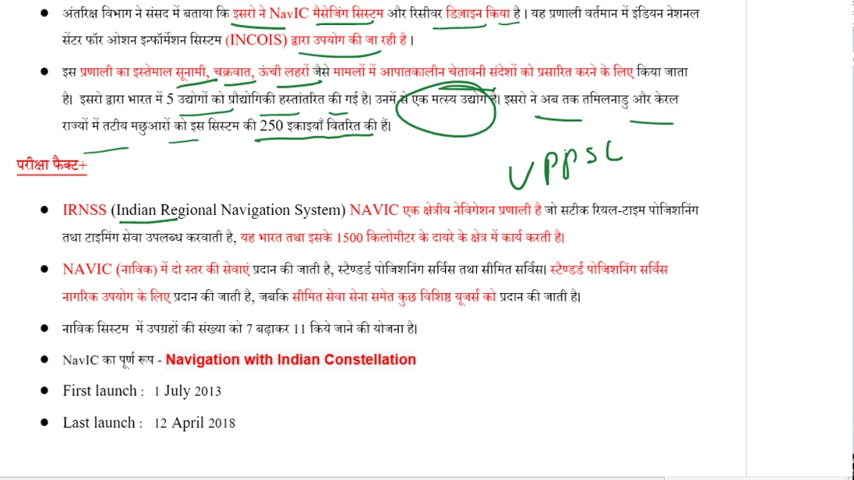 अंतरिक्ष विभाग ने संसद में बताया कि इसरो ने NavIC मैसेजिंग सिस्टम और रिसीवर डिज़ाइन किया है। यह प्रणाली वर्तमान में इंडियन नेशनल
सेंटर फॉर ओशन इन्फॉर्मेशन सिस्टम (INCOIS) द्वारा उपयोग की जा रही है।
इस प्रणाली का इस्तेमाल सूनामी, चक्रवात, ऊंची लहरों जैसे मामलों में आपातकालीन चेतावनी संदेशों को प्रसारित करने के लिए किया जाता
है। इसरो द्वारा भारत में 5 उद्योगों को प्रोद्योगिकी हस्तांतरित की गई है। उनमें से एक मत्स्य उद्योग है। इसरो ने अब तक तमिलनाडु और केरल
राज्यों में तटीय मछुआरों को इस सिस्टम की 250 इकाइयाँ वितरित की हैं।
UPPSC
परीक्षा फैक्ट+
IRNSS (Indian Regional Navigation System) NAVIC एक क्षेत्रीय नेविगेशन प्रणाली है जो सटीक रियल-टाइम पोजिशनिंग
तथा टाइमिंग सेवा उपलब्ध करवाती है, यह भारत तथा इसके 1500 किलोमीटर के दायरे के क्षेत्र में कार्य करती है।
NAVIC (नाविक) में दो स्तर की सेवाएं प्रदान की जाती है, स्टैण्डर्ड पोजिशनिंग सर्विस तथा सीमित सर्विस। स्टैण्डर्ड पोजिशनिंग सर्विस
नागरिक उपयोग के लिए प्रदान की जाती है, जबकि सीमित सेवा सेना समेत कुछ विशिष्ठ यूजर्स को प्रदान की जाती है।
नाविक सिस्टम में उपग्रहों की संख्या को 7 बढ़ाकर 11 किये जाने की योजना है।
NavIC का पूर्ण रूप - Navigation with Indian Constellation
First launch : 1 July 2013
Last launch : 12 April 2018